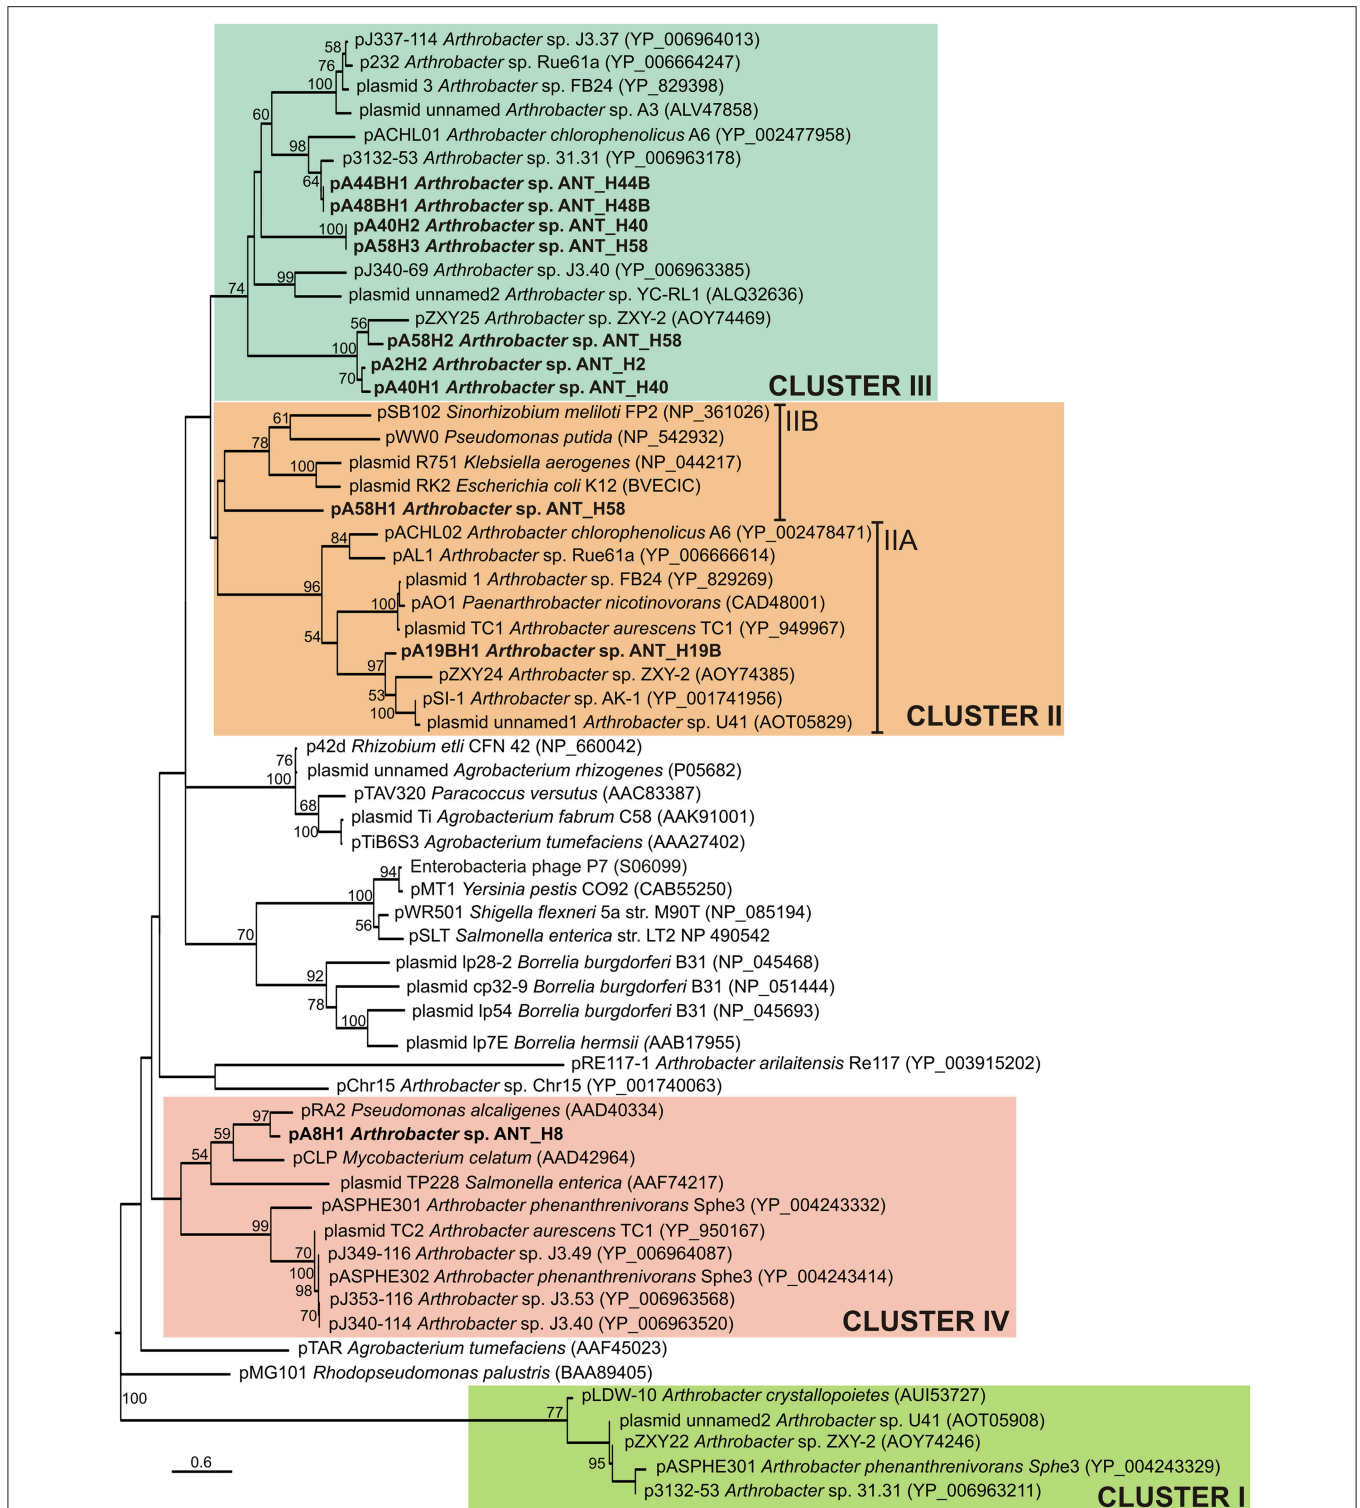 pJ337-114 Arthrobacter sp. J3.37 (YP_006964013)
58
p232 Arthrobacter sp. Rue61a (YP_006664247)
76
plasmid 3 Arthrobacter sp. FB24 (YP_829398)
100
plasmid unnamed Arthrobacter sp. A3 (ALV47858)
60
pACHL01 Arthrobacter chlorophenolicus A6 (YP_002477958)
98
p3132-53 Arthrobacter sp. 31.31 (YP_006963178)
64
pA44BH1 Arthrobacter sp. ANT_H44B
pA48BH1 Arthrobacter sp. ANT_H48B
pA40H2 Arthrobacter sp. ANT_H40
100
pA58H3 Arthrobacter sp. ANT_H58
pJ340-69 Arthrobacter sp. J3.40 (YP_006963385)
99
74
plasmid unnamed2 Arthrobacter sp. YC-RL1 (ALQ32636)
pZXY25 Arthrobacter sp. ZXY-2 (AOY74469)
56
pA58H2 Arthrobacter sp. ANT_H58
100
pA2H2 Arthrobacter sp. ANT_H2
70
pA40H1 Arthrobacter sp. ANT_H40
CLUSTER III
pSB102 Sinorhizobium meliloti FP2 (NP_361026)
61
IIB
pWW0 Pseudomonas putida (NP_542932)
78
plasmid R751 Klebsiella aerogenes (NP_044217)
100
plasmid RK2 Escherichia coli K12 (BVECIC)
pA58H1 Arthrobacter sp. ANT_H58
pACHL02 Arthrobacter chlorophenolicus A6 (YP_002478471)
84
IIA
pAL1 Arthrobacter sp. Rue61a (YP_006666614)
plasmid 1 Arthrobacter sp. FB24 (YP_829269)
96
100
pAO1 Paenarthrobacter nicotinovorans (CAD48001)
plasmid TC1 Arthrobacter aurescens TC1 (YP_949967)
54
pA19BH1 Arthrobacter sp. ANT_H19B
97
pZXY24 Arthrobacter sp. ZXY-2 (AOY74385)
53
pSI-1 Arthrobacter sp. AK-1 (YP_001741956)
100
plasmid unnamed1 Arthrobacter sp. U41 (AOT05829)
CLUSTER II
p42d Rhizobium etli CFN 42 (NP_660042)
76
plasmid unnamed Agrobacterium rhizogenes (P05682)
100
pTAV320 Paracoccus versutus (AAC83387)
68
plasmid Ti Agrobacterium fabrum C58 (AAK91001)
100
pTiB6S3 Agrobacterium tumefaciens (AAA27402)
Enterobacteria phage P7 (S06099)
94
pMT1 Yersinia pestis CO92 (CAB55250)
100
pWR501 Shigella flexneri 5a str. M90T (NP_085194)
56
pSLT Salmonella enterica str. LT2 NP 490542
70
plasmid lp28-2 Borrelia burgdorferi B31 (NP_045468)
92
plasmid cp32-9 Borrelia burgdorferi B31 (NP_051444)
78
plasmid lp54 Borrelia burgdorferi B31 (NP_045693)
100
plasmid lp7E Borrelia hermsii (AAB17955)
pRE117-1 Arthrobacter arilaitensis Re117 (YP_003915202)
pChr15 Arthrobacter sp. Chr15 (YP_001740063)
pRA2 Pseudomonas alcaligenes (AAD40334)
97
pA8H1 Arthrobacter sp. ANT_H8
59
pCLP Mycobacterium celatum (AAD42964)
54
plasmid TP228 Salmonella enterica (AAF74217)
pASPHE301 Arthrobacter phenanthrenivorans Sphe3 (YP_004243332)
99
plasmid TC2 Arthrobacter aurescens TC1 (YP_950167)
70
pJ349-116 Arthrobacter sp. J3.49 (YP_006964087)
100
pASPHE302 Arthrobacter phenanthrenivorans Sphe3 (YP_004243414)
98
pJ353-116 Arthrobacter sp. J3.53 (YP_006963568)
70
pJ340-114 Arthrobacter sp. J3.40 (YP_006963520)
CLUSTER IV
pTAR Agrobacterium tumefaciens (AAF45023)
pMG101 Rhodopseudomonas palustris (BAA89405)
100
pLDW-10 Arthrobacter crystallopoietes (AUI53727)
77
plasmid unnamed2 Arthrobacter sp. U41 (AOT05908)
pZXY22 Arthrobacter sp. ZXY-2 (AOY74246)
95
pASPHE301 Arthrobacter phenanthrenivorans Sphe3 (YP_004243329)
p3132-53 Arthrobacter sp. 31.31 (YP_006963211)
CLUSTER I
0.6